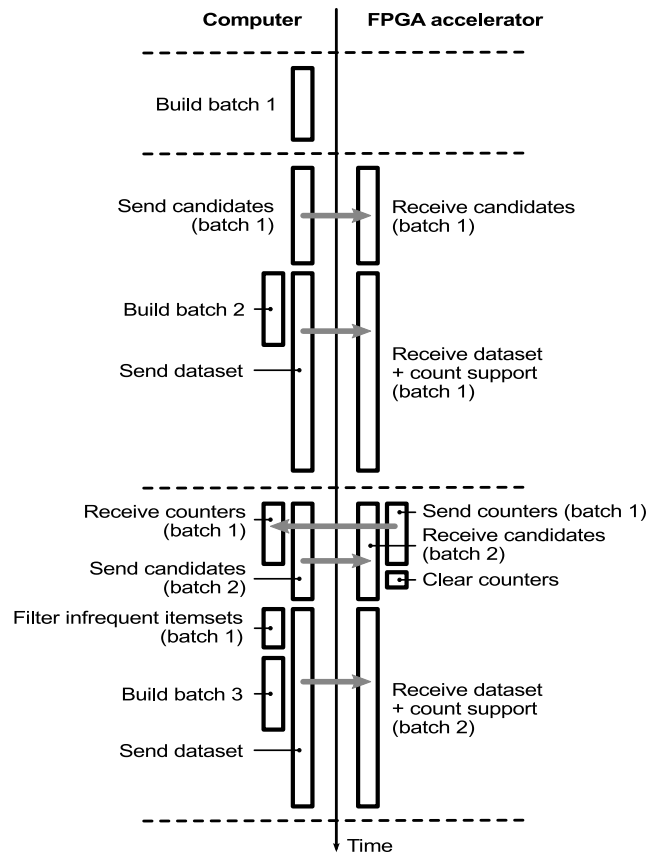 Computer
FPGA accelerator
Build batch 1
Send candidates
(batch 1)
Receive candidates
(batch 1)
Build batch 2
Send dataset
Receive dataset
+ count support
(batch 1)
Receive counters
(batch 1)
Send counters (batch 1)
Receive candidates
(batch 2)
Send candidates
(batch 2)
Clear counters
Filter infrequent itemsets
(batch 1)
Build batch 3
Receive dataset
+ count support
(batch 2)
Send dataset
Time